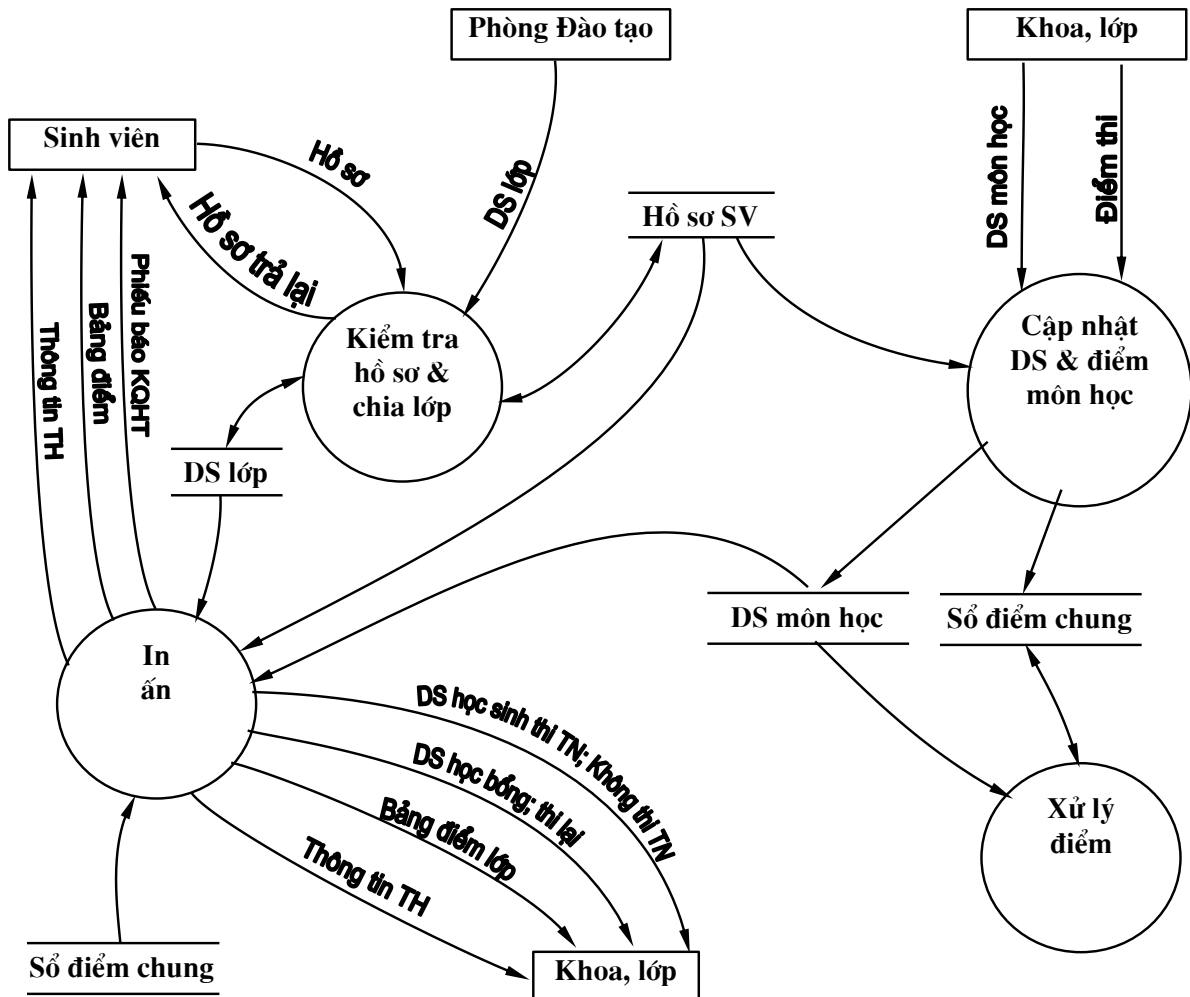 Phòng Đào tạo
Khoa, lớp
Sinh viên
Hồ sơ
DS lớp
DS môn học
Điểm thi
Hồ sơ trả lại
Hồ sơ SV
Thông tin TH
Bảng điểm
Phiếu báo KQHT
Kiểm tra
hồ sơ &
chia lớp
Cập nhật
DS & điểm
môn học
DS lớp
DS môn học
Sổ điểm chung
In
ấn
DS học sinh thi TN; Không thi TN
DS học bổng; thi lại
Bảng điểm lớp
Thông tin TH
Xử lý
điểm
Sổ điểm chung
Khoa, lớp